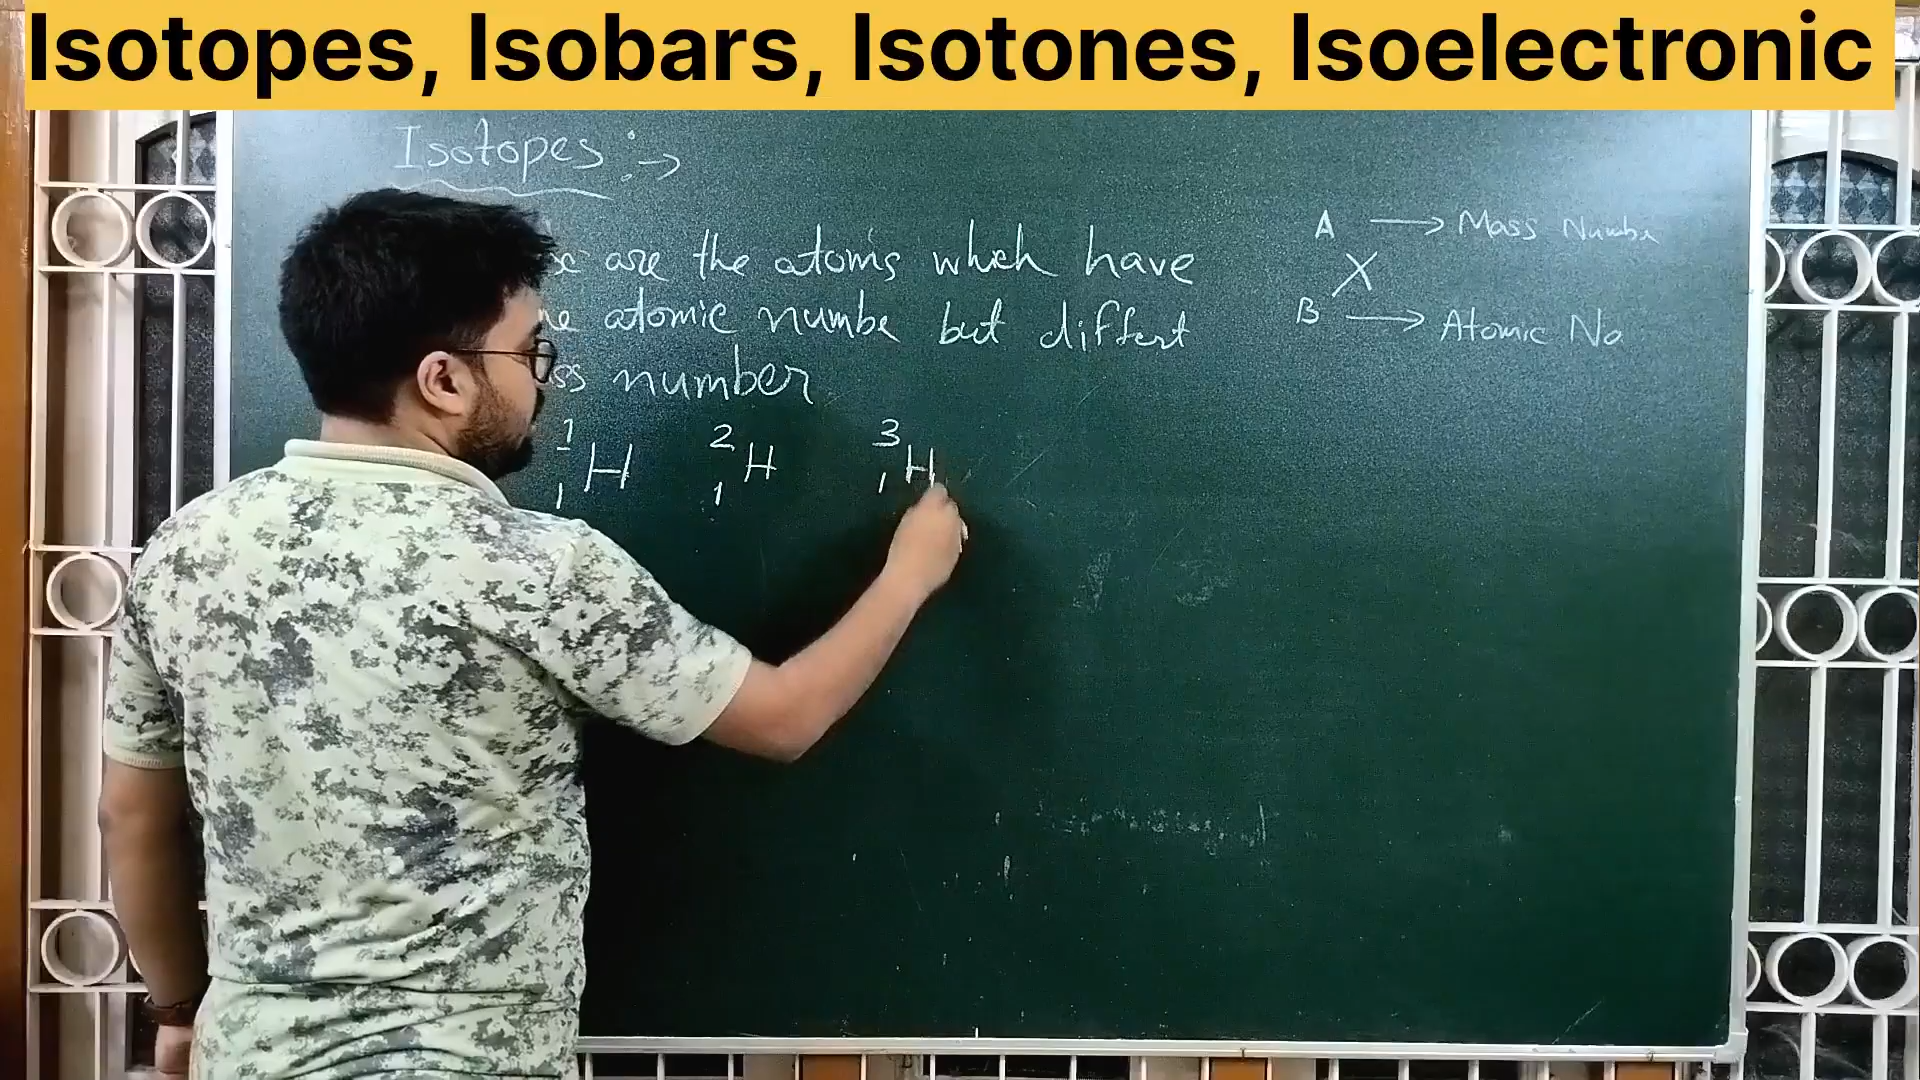 Isotopes, Isobars, Isotones, Isoelectronic
Isotopes :→
are the atoms which have
atomic numbe but differt
number
1 1 H 2 1 H 3 1 H
A → Mass Numbe
X
B → Atomic No